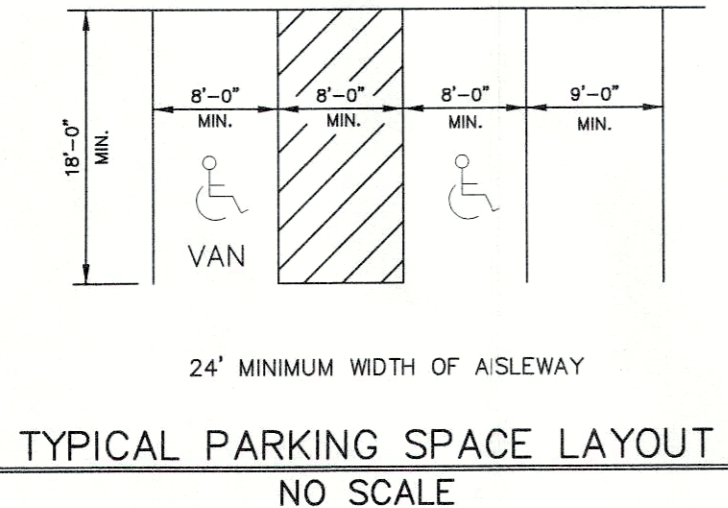 8'-0" 8'-0" 8'-0" 9'-0"
MIN. MIN. MIN. MIN.
18'-0"
MIN.
VAN
24' MINIMUM WIDTH OF AISLEWAY
TYPICAL PARKING SPACE LAYOUT
NO SCALE